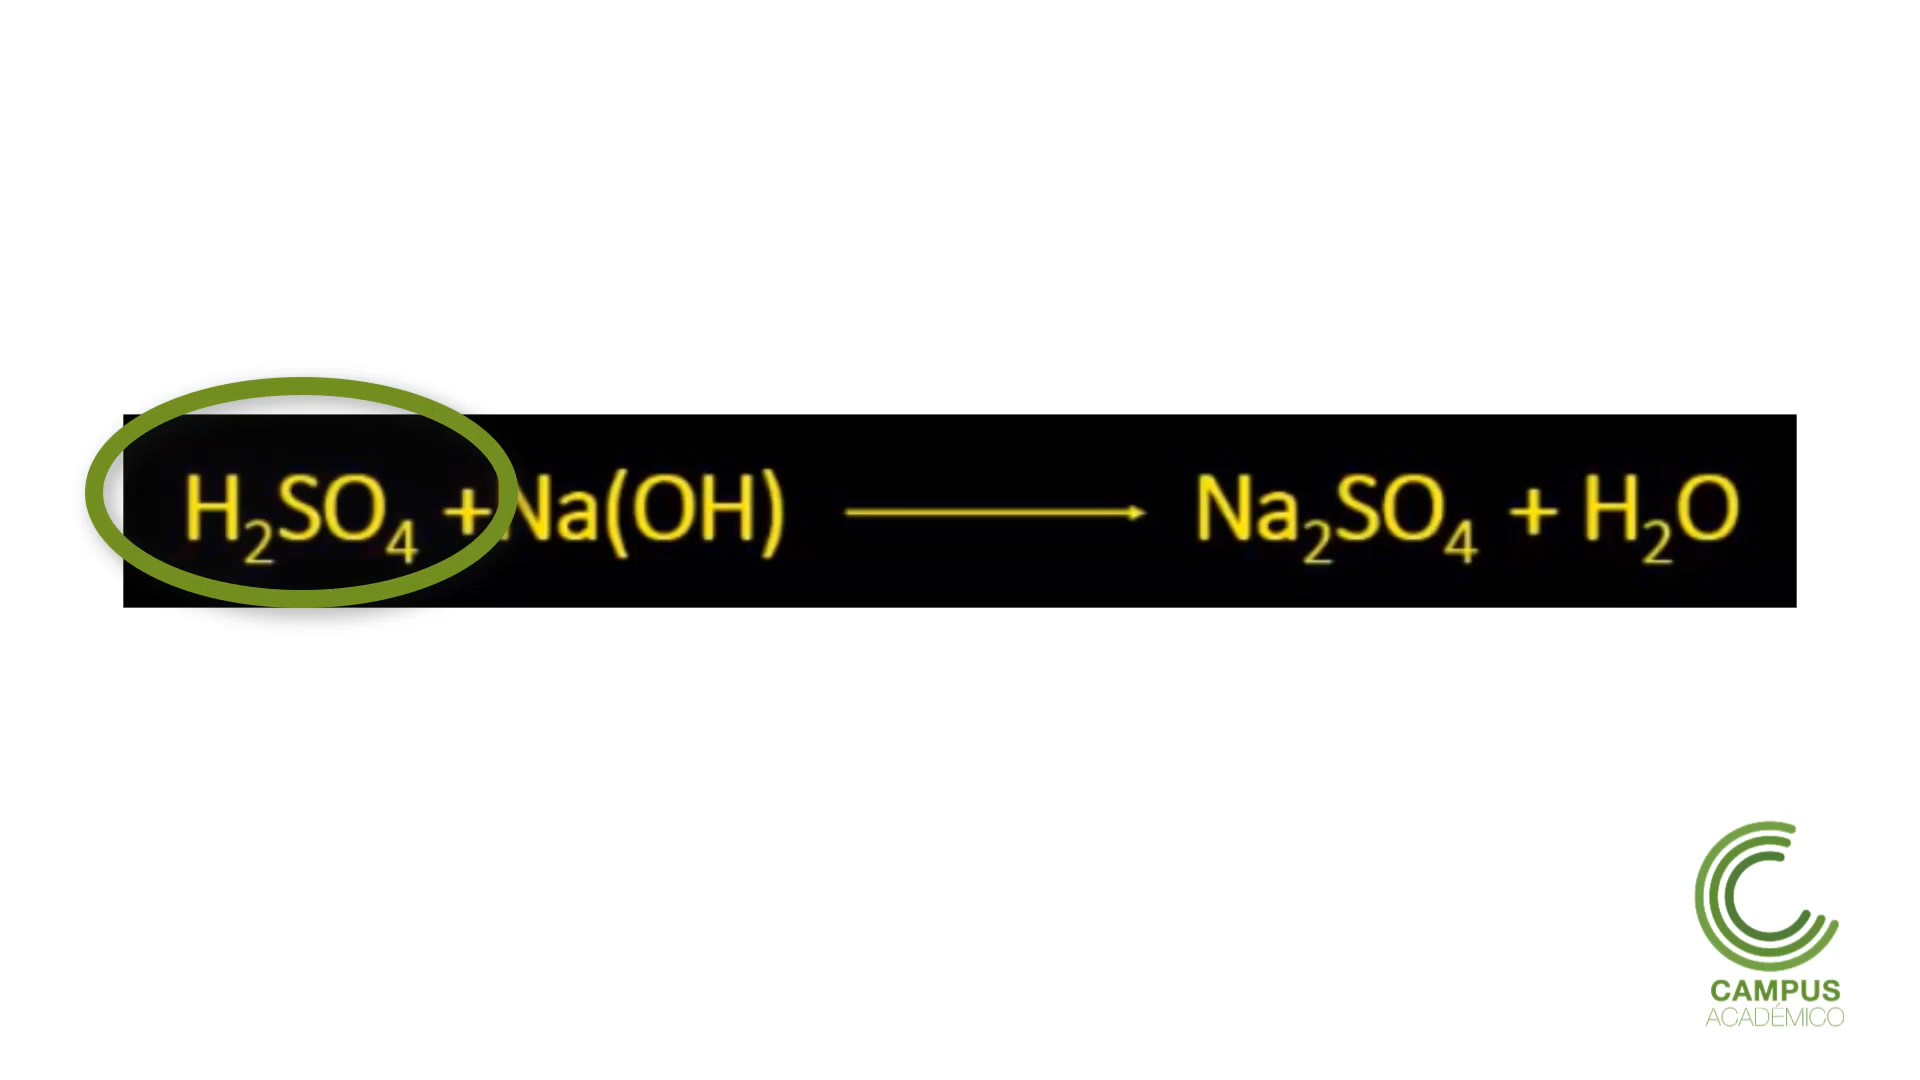 H₂SO₄ + Na(OH) ⟶ Na₂SO₄ + H₂O
CAMPUS
ACADÉMICO